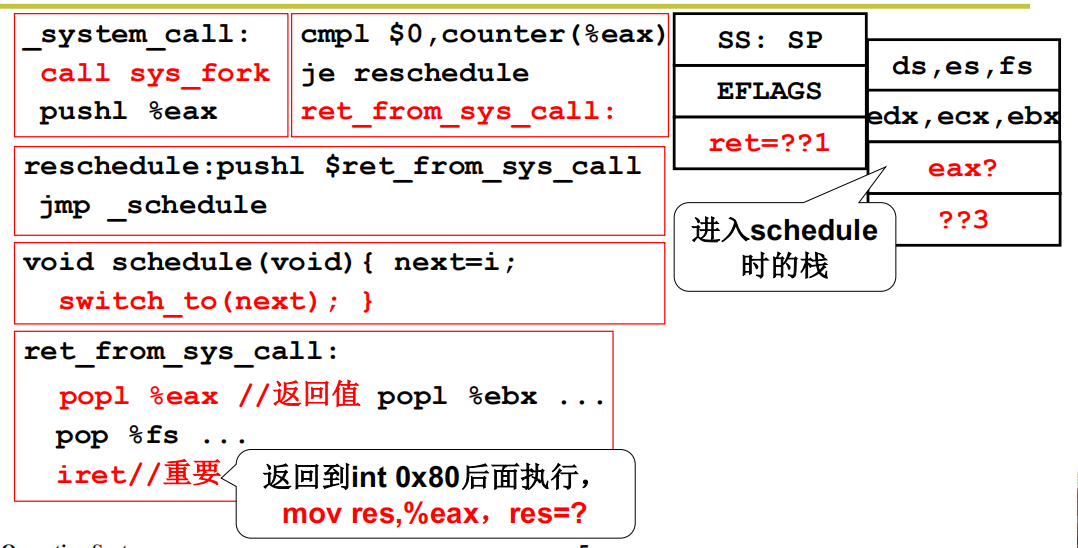 _system_call:
call sys_fork
pushl %eax
cmpl $0,counter(%eax)
je reschedule
ret_from_sys_call:
SS: SP
EFLAGS
ret=??1
ds,es,fs
edx,ecx,ebx
eax?
??3
进入schedule
时的栈
reschedule:pushl $ret_from_sys_call
jmp _schedule
void schedule(void){ next=i;
switch_to(next); }
ret_from_sys_call:
popl %eax //返回值 popl %ebx ...
pop %fs ...
iret//重要
返回到int 0x80后面执行，
mov res,%eax，res=?